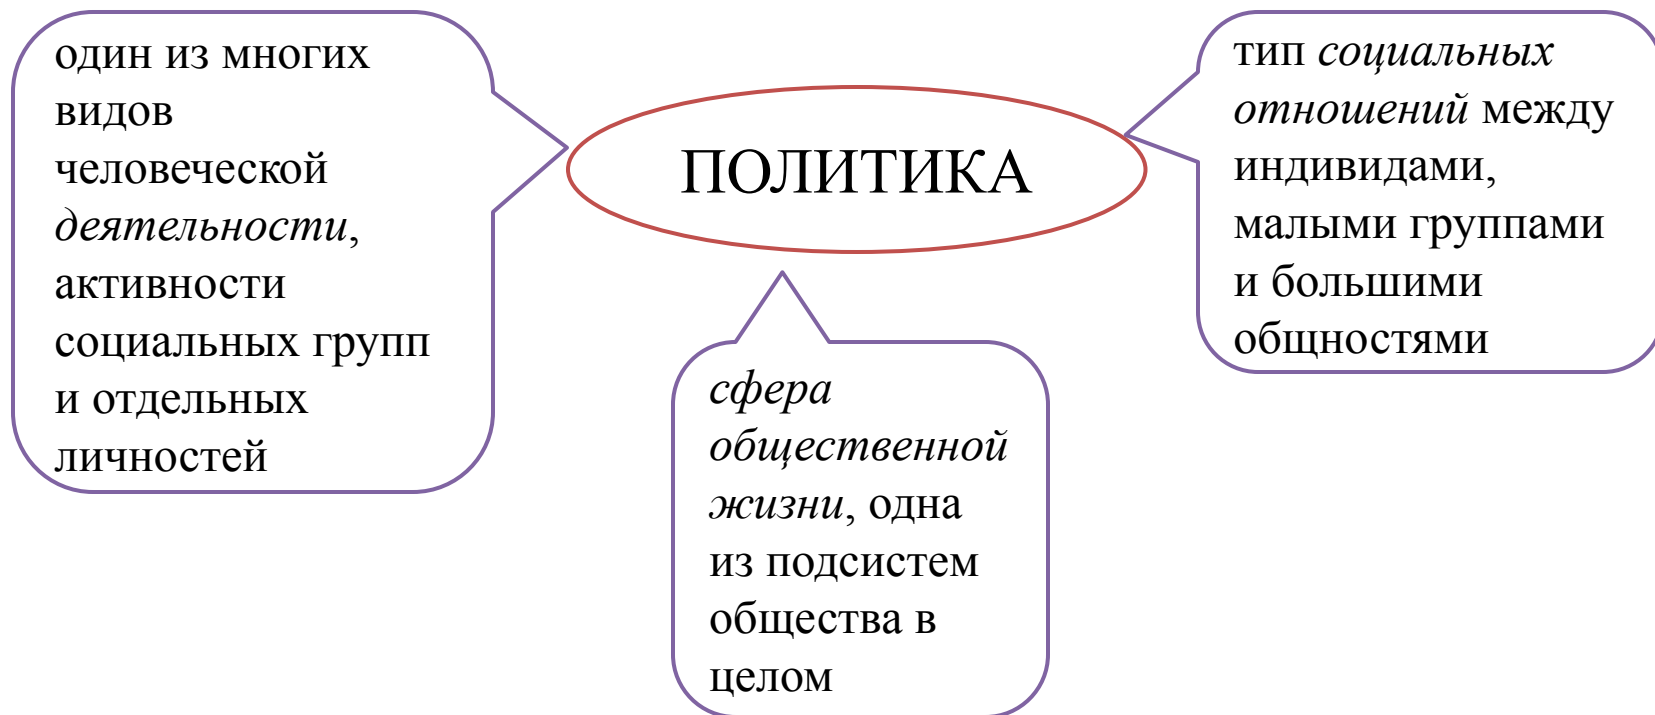 один из многих
видов
человеческой
деятельности,
активности
социальных групп
и отдельных
личностей
ПОЛИТИКА
тип социальных
отношений между
индивидами,
малыми группами
и большими
общностями
сфера
общественной
жизни, одна
из подсистем
общества в
целом